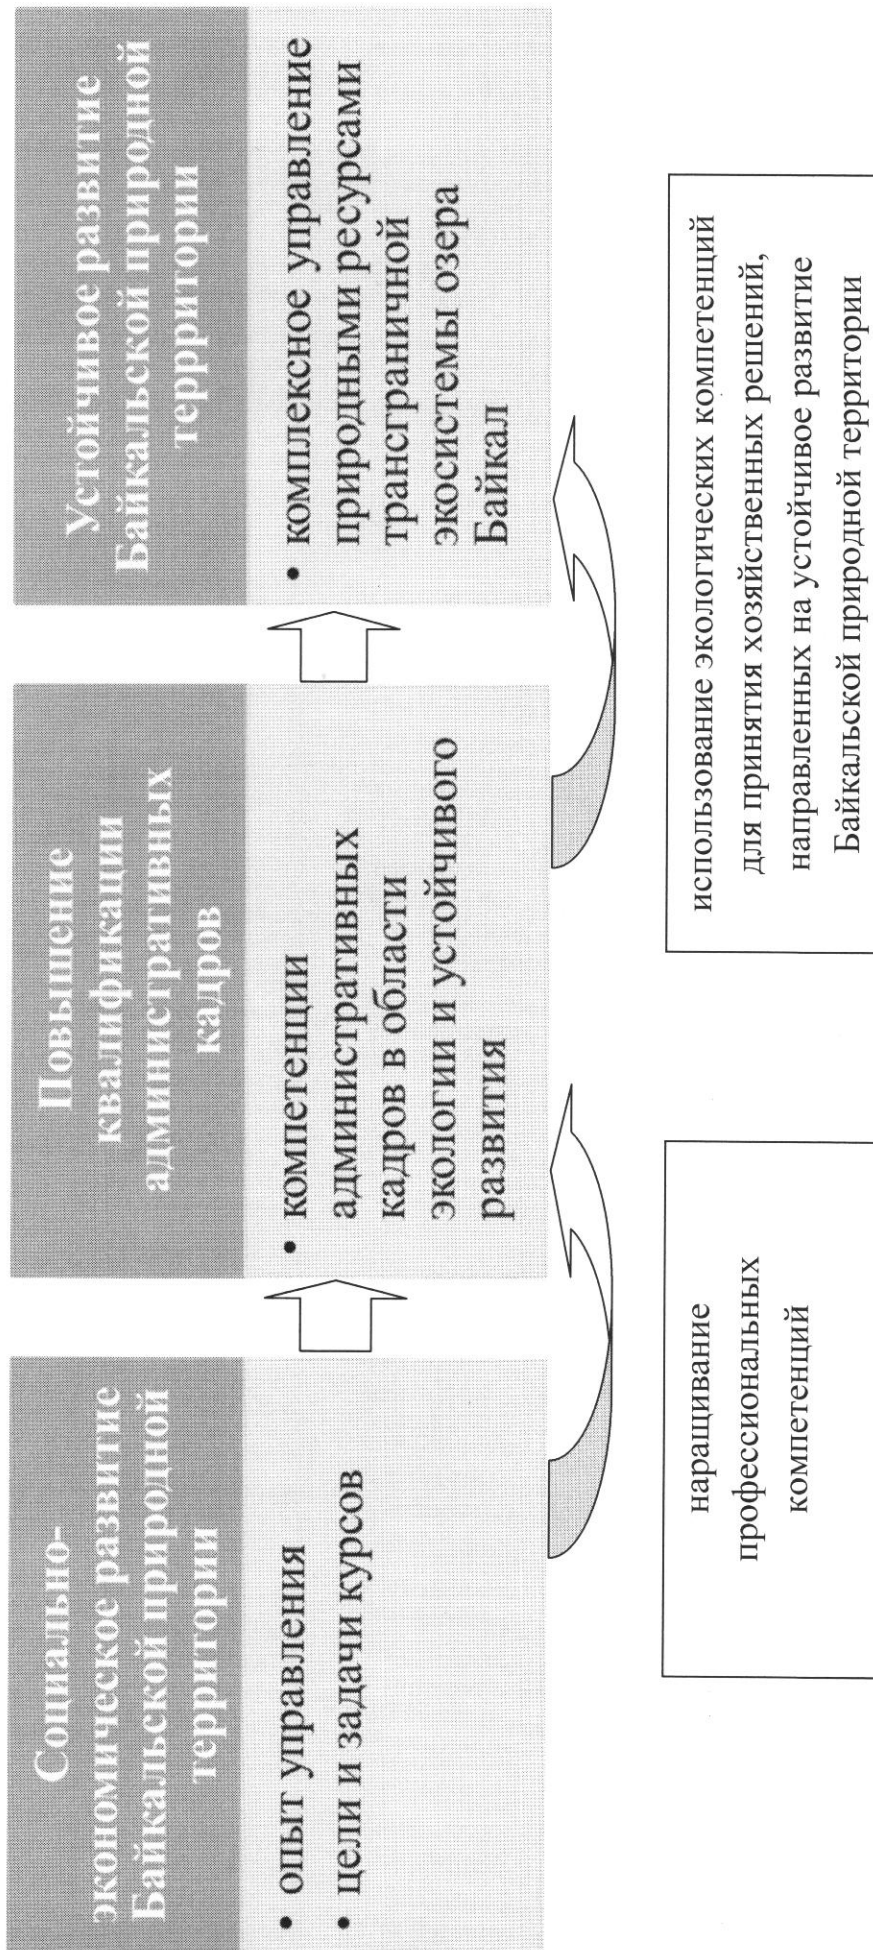 Социально-
экономическое развитие
Байкальской природной
территории
• опыт управления
• цели и задачи курсов
Повышение
квалификации
административных
кадров
• компетенции
административных
кадров в области
экологии и устойчивого
развития
Устойчивое развитие
Байкальской природной
террритории
• комплексное управление
природными ресурсами
трансграничной
экосистемы озера
Байкал
наращивание
профессиональных
компетенций
использование экологических компетенций
для принятия хозяйственных решений,
направленных на устойчивое развитие
Байкальской природной территории